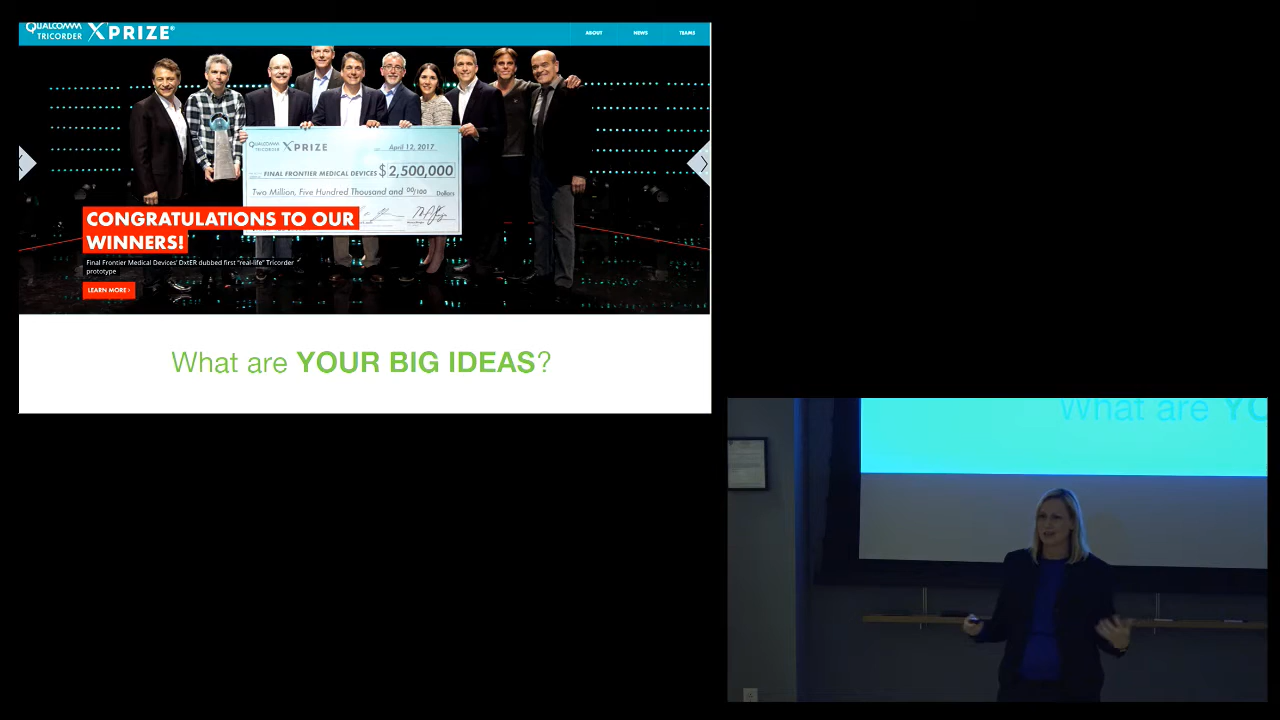 QUALCOMM
TRICORDER XPRIZE®
ABOUT NEWS TEAMS
QUALCOMM
TRICORDER XPRIZE April 12, 2017
FINAL FRONTIER MEDICAL DEVICES $ 2,500,000
Two Million, Five Hundred Thousand and 00/100 Dollars
CONGRATULATIONS TO OUR
WINNERS!
Final Frontier Medical Devices' DxtER dubbed first "real-life" Tricorder
prototype
LEARN MORE ›
What are YOUR BIG IDEAS?
What are YO